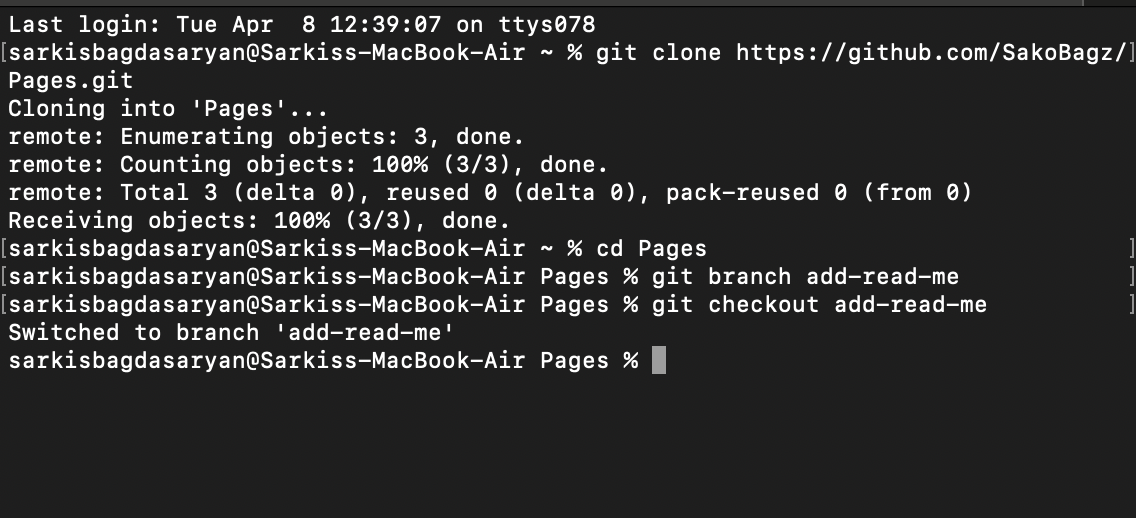 Last login: Tue Apr  8 12:39:07 on ttys078
[sarkisbagdasaryan@Sarkiss-MacBook-Air ~ % git clone https://github.com/SakoBagz/]
Pages.git
Cloning into 'Pages'...
remote: Enumerating objects: 3, done.
remote: Counting objects: 100% (3/3), done.
remote: Total 3 (delta 0), reused 0 (delta 0), pack-reused 0 (from 0)
Receiving objects: 100% (3/3), done.
[sarkisbagdasaryan@Sarkiss-MacBook-Air ~ % cd Pages ]
[sarkisbagdasaryan@Sarkiss-MacBook-Air Pages % git branch add-read-me ]
[sarkisbagdasaryan@Sarkiss-MacBook-Air Pages % git checkout add-read-me ]
Switched to branch 'add-read-me'
sarkisbagdasaryan@Sarkiss-MacBook-Air Pages %